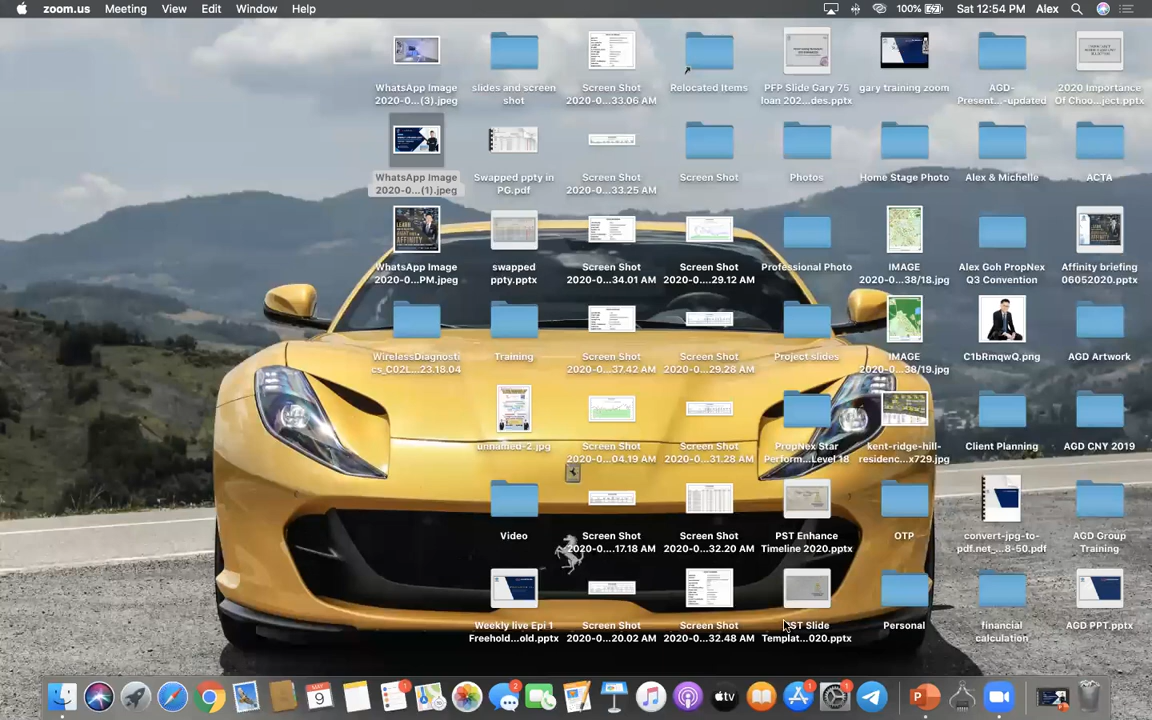 zoom.us Meeting View Edit Window Help 100% Sat 12:54 PM Alex
WhatsApp Image
2020-0...(3).jpeg
slides and screen
shot
Screen Shot
2020-0...33.06 AM
Relocated Items
PFP Slide Gary 75
loan 202...des.pptx
gary training zoom
AGD-
Present...-updated
2020 Importance
Of Choo...ject.pptx
WhatsApp Image
2020-0...(1).jpeg
Swapped ppty in
PG.pdf
Screen Shot
2020-0...33.25 AM
Screen Shot
Photos
Home Stage Photo
Alex & Michelle
ACTA
WhatsApp Image
2020-0...PM.jpeg
swapped
ppty.pptx
Screen Shot
2020-0...34.01 AM
Screen Shot
2020-0...29.12 AM
Professional Photo
IMAGE
2020-0...38/18.jpg
Alex Goh PropNex
Q3 Convention
Affinity briefing
06052020.pptx
WirelessDiagnosti
cs_C02L...23.18.04
Training
Screen Shot
2020-0...37.42 AM
Screen Shot
2020-0...29.28 AM
Project slides
IMAGE
2020-0...38/19.jpg
C1bRmqwQ.png
AGD Artwork
unnamed-2.jpg
Screen Shot
2020-0...04.19 AM
Screen Shot
2020-0...31.28 AM
PropNex Star
Perform...Level 18
kent-ridge-hill-
residenc...x729.jpg
Client Planning
AGD CNY 2019
Video
Screen Shot
2020-0...17.18 AM
Screen Shot
2020-0...32.20 AM
PST Enhance
Timeline 2020.pptx
OTP
convert-jpg-to-
pdf.net_...8-50.pdf
AGD Group
Training
Weekly live Epi 1
Freehold...old.pptx
Screen Shot
2020-0...20.02 AM
Screen Shot
2020-0...32.48 AM
PST Slide
Templat...020.pptx
Personal
financial
calculation
AGD PPT.pptx
MAY
9
1
2
1
1
tv